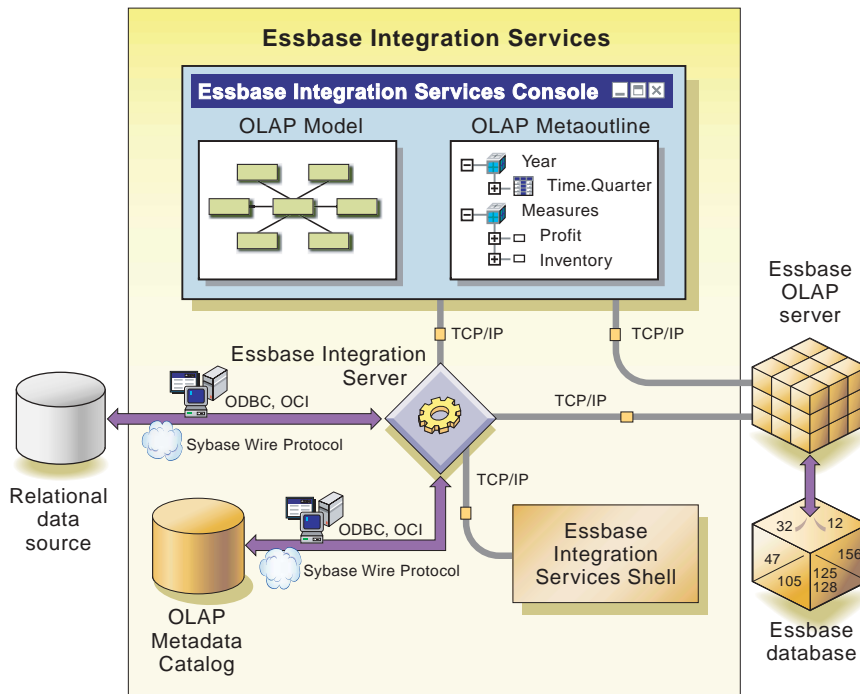 Essbase Integration Services
Essbase Integration Services Console
OLAP Model
OLAP Metaoutline
Year
Time.Quarter
Measures
Profit
Inventory
TCP/IP
TCP/IP
Essbase
OLAP
server
Essbase Integration
Server
ODBC, OCI
Sybase Wire Protocol
TCP/IP
Relational
data
source
TCP/IP
ODBC, OCI
Sybase Wire Protocol
OLAP
Metadata
Catalog
Essbase
Integration
Services Shell
32
12
47
105
156
125
128
Essbase
database